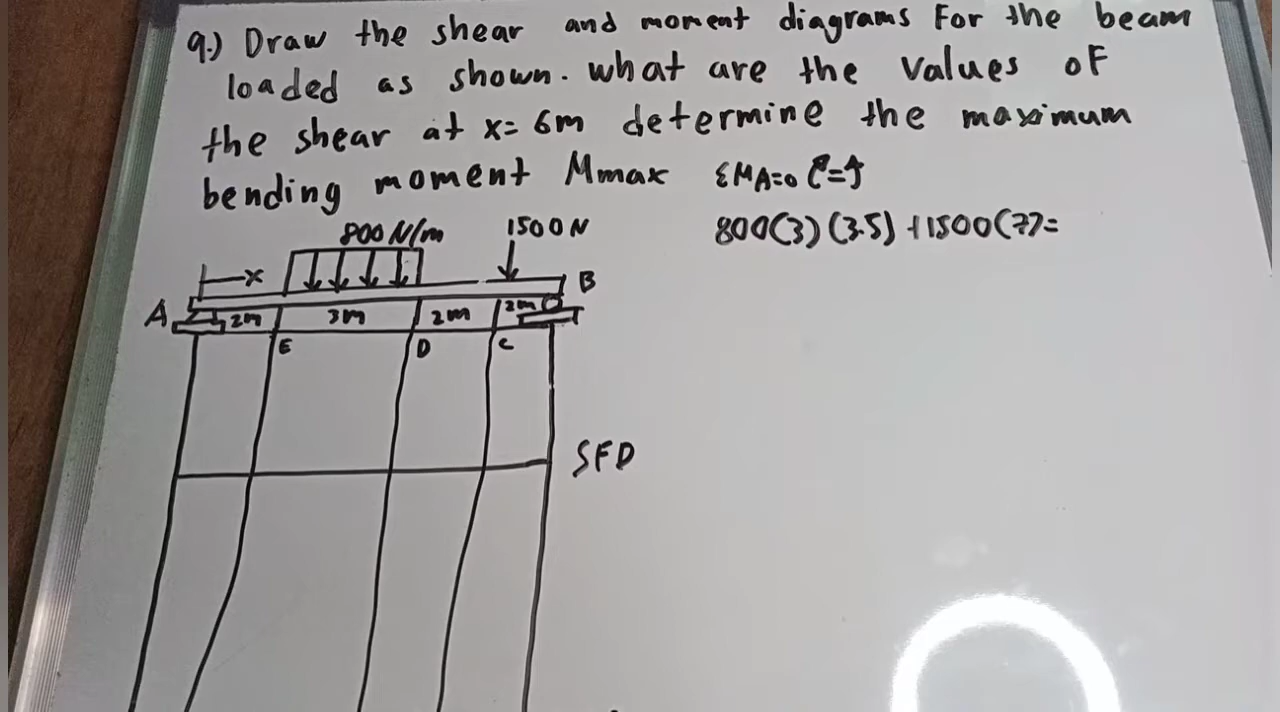 9.) Draw the shear and moment diagrams For the beam
loaded as shown. what are the values of
the shear at x= 6m determine the maximum
bending moment Mmax ΣMA=0
800(3)(3.5)+1500(7)=
800 N/m 1500N
x B
A 2m 3m 2m 2m
E D C
SFD